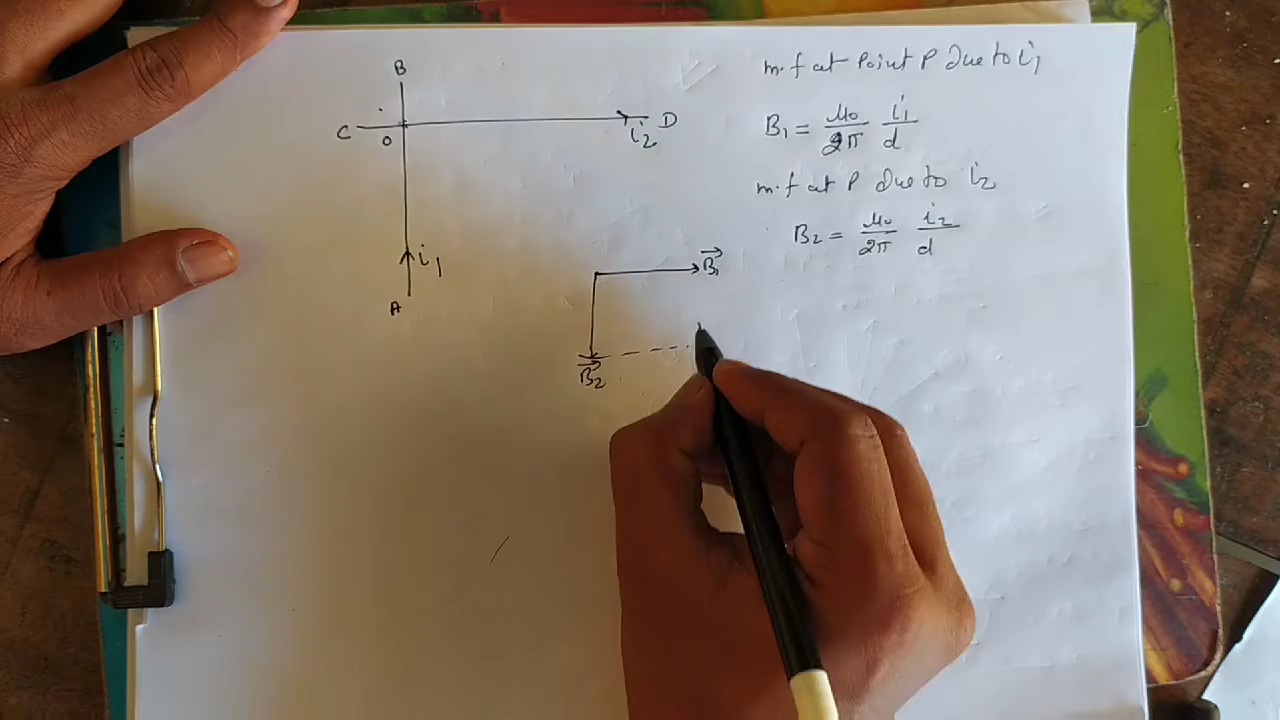 B
C
O
i₂
D
i₁
A
B₁
B₂
m.f at Point P Due to i₁
B₁ = μ₀/2π i₁/d
m.f at P due to i₂
B₂ = μ₀/2π i₂/d